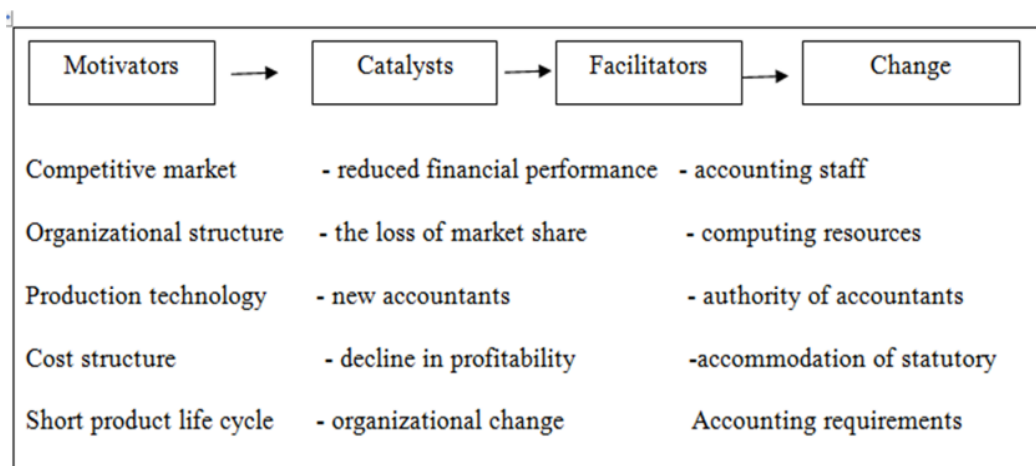 Motivators Catalysts Facilitators Change
Competitive market - reduced financial performance - accounting staff
Organizational structure - the loss of market share - computing resources
Production technology - new accountants - authority of accountants
Cost structure - decline in profitability -accommodation of statutory
Short product life cycle - organizational change Accounting requirements